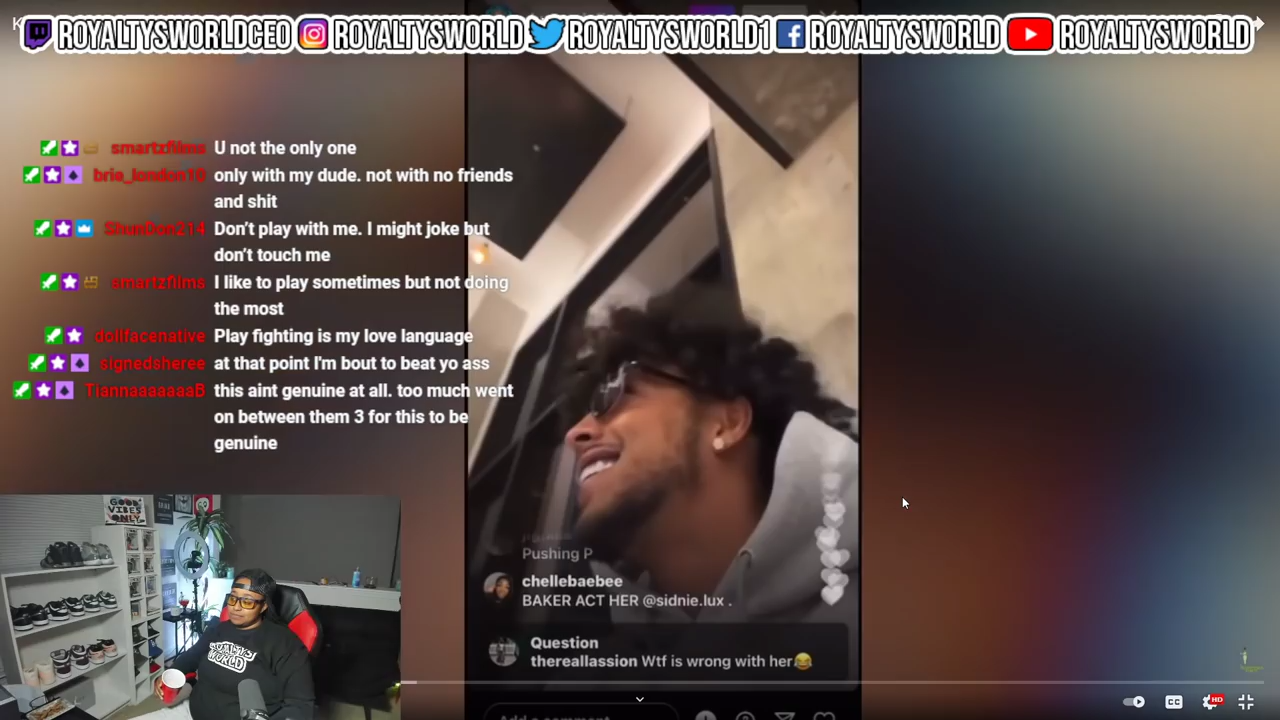 ROYALTYSWORLDCEO ROYALTYSWORLD ROYALTYSWORLD1 ROYALTYSWORLD ROYALTYSWORLD
smartzfilms U not the only one
brie_london10 only with my dude. not with no friends
and shit
ShunDon214 Don’t play with me. I might joke but
don’t touch me
smartzfilms I like to play sometimes but not doing
the most
dollfacenative Play fighting is my love language
signedsheree at that point I'm bout to beat yo ass
TiannaaaaaaaB this aint genuine at all. too much went
on between them 3 for this to be
genuine
GOOD
VIBES
ONLY
ROYALTYS
WORLD
Pushing P
chellebaebee
BAKER ACT HER @sidnie.lux .
Question
thereallassion Wtf is wrong with her😂
Add a comment
CC HD